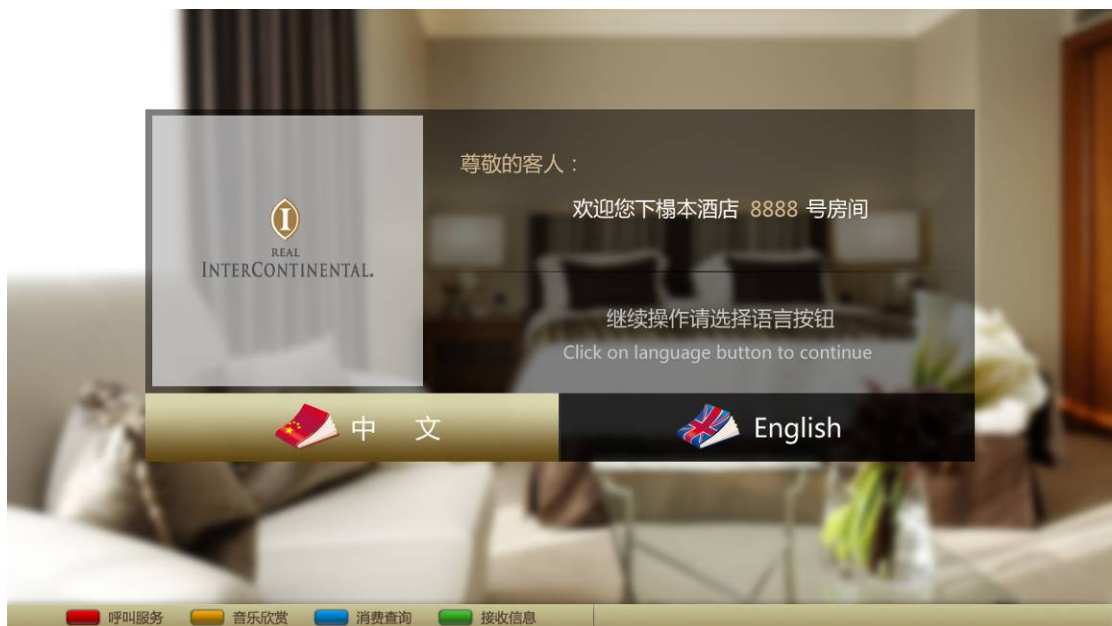 尊敬的客人：
欢迎您下榻本酒店 8888 号房间
REAL
INTERCONTINENTAL.
继续操作请选择语言按钮
Click on language button to continue
中 文
English
呼叫服务 音乐欣赏 消费查询 接收信息